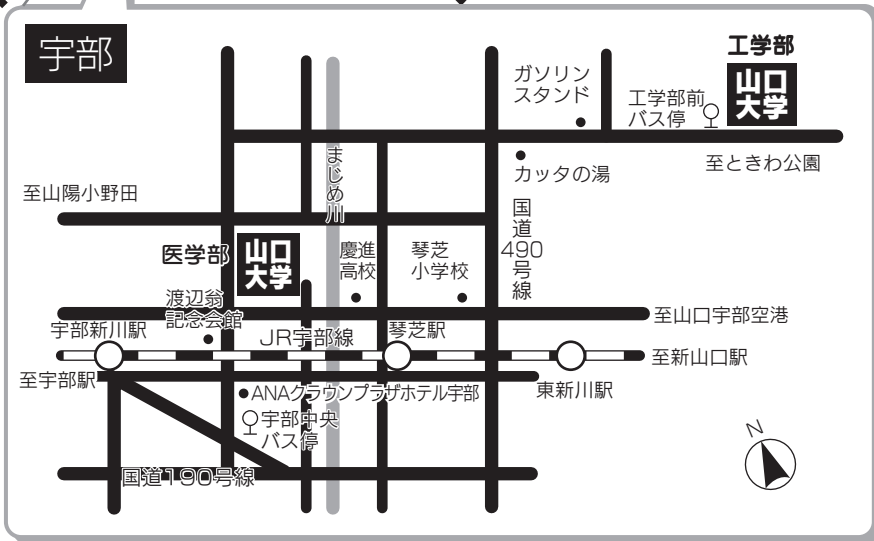 宇部
工学部
山口
大学
ガソリン
スタンド
工学部前
バス停
至ときわ公園
カッタの湯
まじめ川
至山陽小野田
国道490号線
医学部
山口
大学
慶進
高校
琴芝
小学校
渡辺翁
記念会館
至山口宇部空港
宇部新川駅
JR宇部線
琴芝駅
至新山口駅
至宇部駅
ANAクラウンプラザホテル宇部
東新川駅
宇部中央
バス停
国道190号線
N